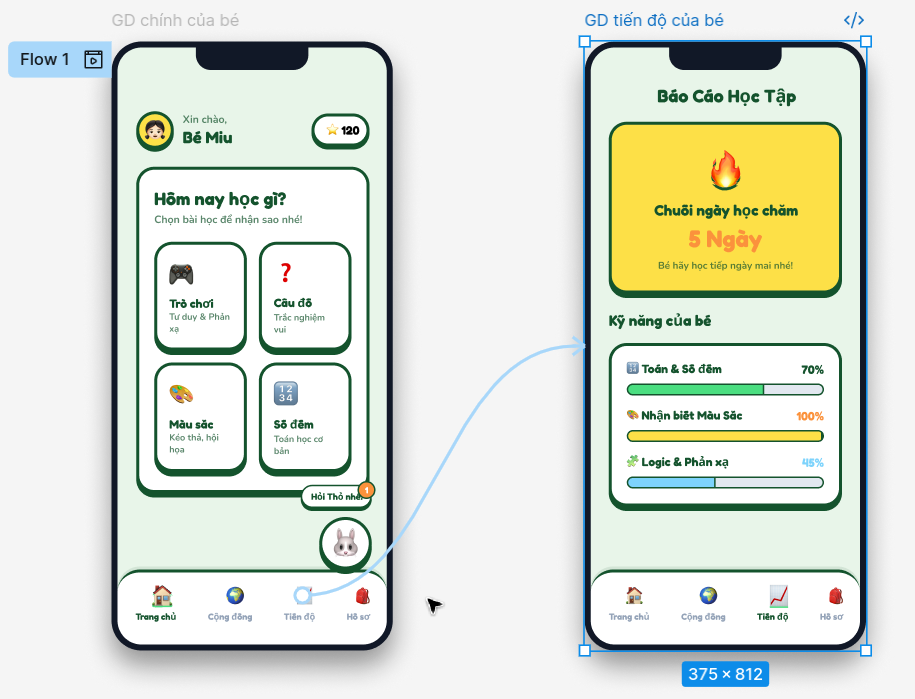 GD chính của bé
GD tiến độ của bé
Flow 1
Xin chào,
Bé Miu
120
Hôm nay học gì?
Chọn bài học để nhận sao nhé!
Trò chơi
Tư duy & Phản
xạ
?
Câu đố
Trắc nghiệm
vui
Màu sắc
Kéo thả, hội
họa
12
34
Số đếm
Toán học cơ
bản
Hỏi Thỏ nhé!
1
Trang chủ
Cộng đồng
Tiến độ
Hồ sơ
Báo Cáo Học Tập
Chuỗi ngày học chăm
5 Ngày
Bé hãy học tiếp ngày mai nhé!
Kỹ năng của bé
Toán & Số đếm 70%
Nhận biết Màu Sắc 100%
Logic & Phản xạ 45%
Trang chủ
Cộng đồng
Tiến độ
Hồ sơ
375 × 812